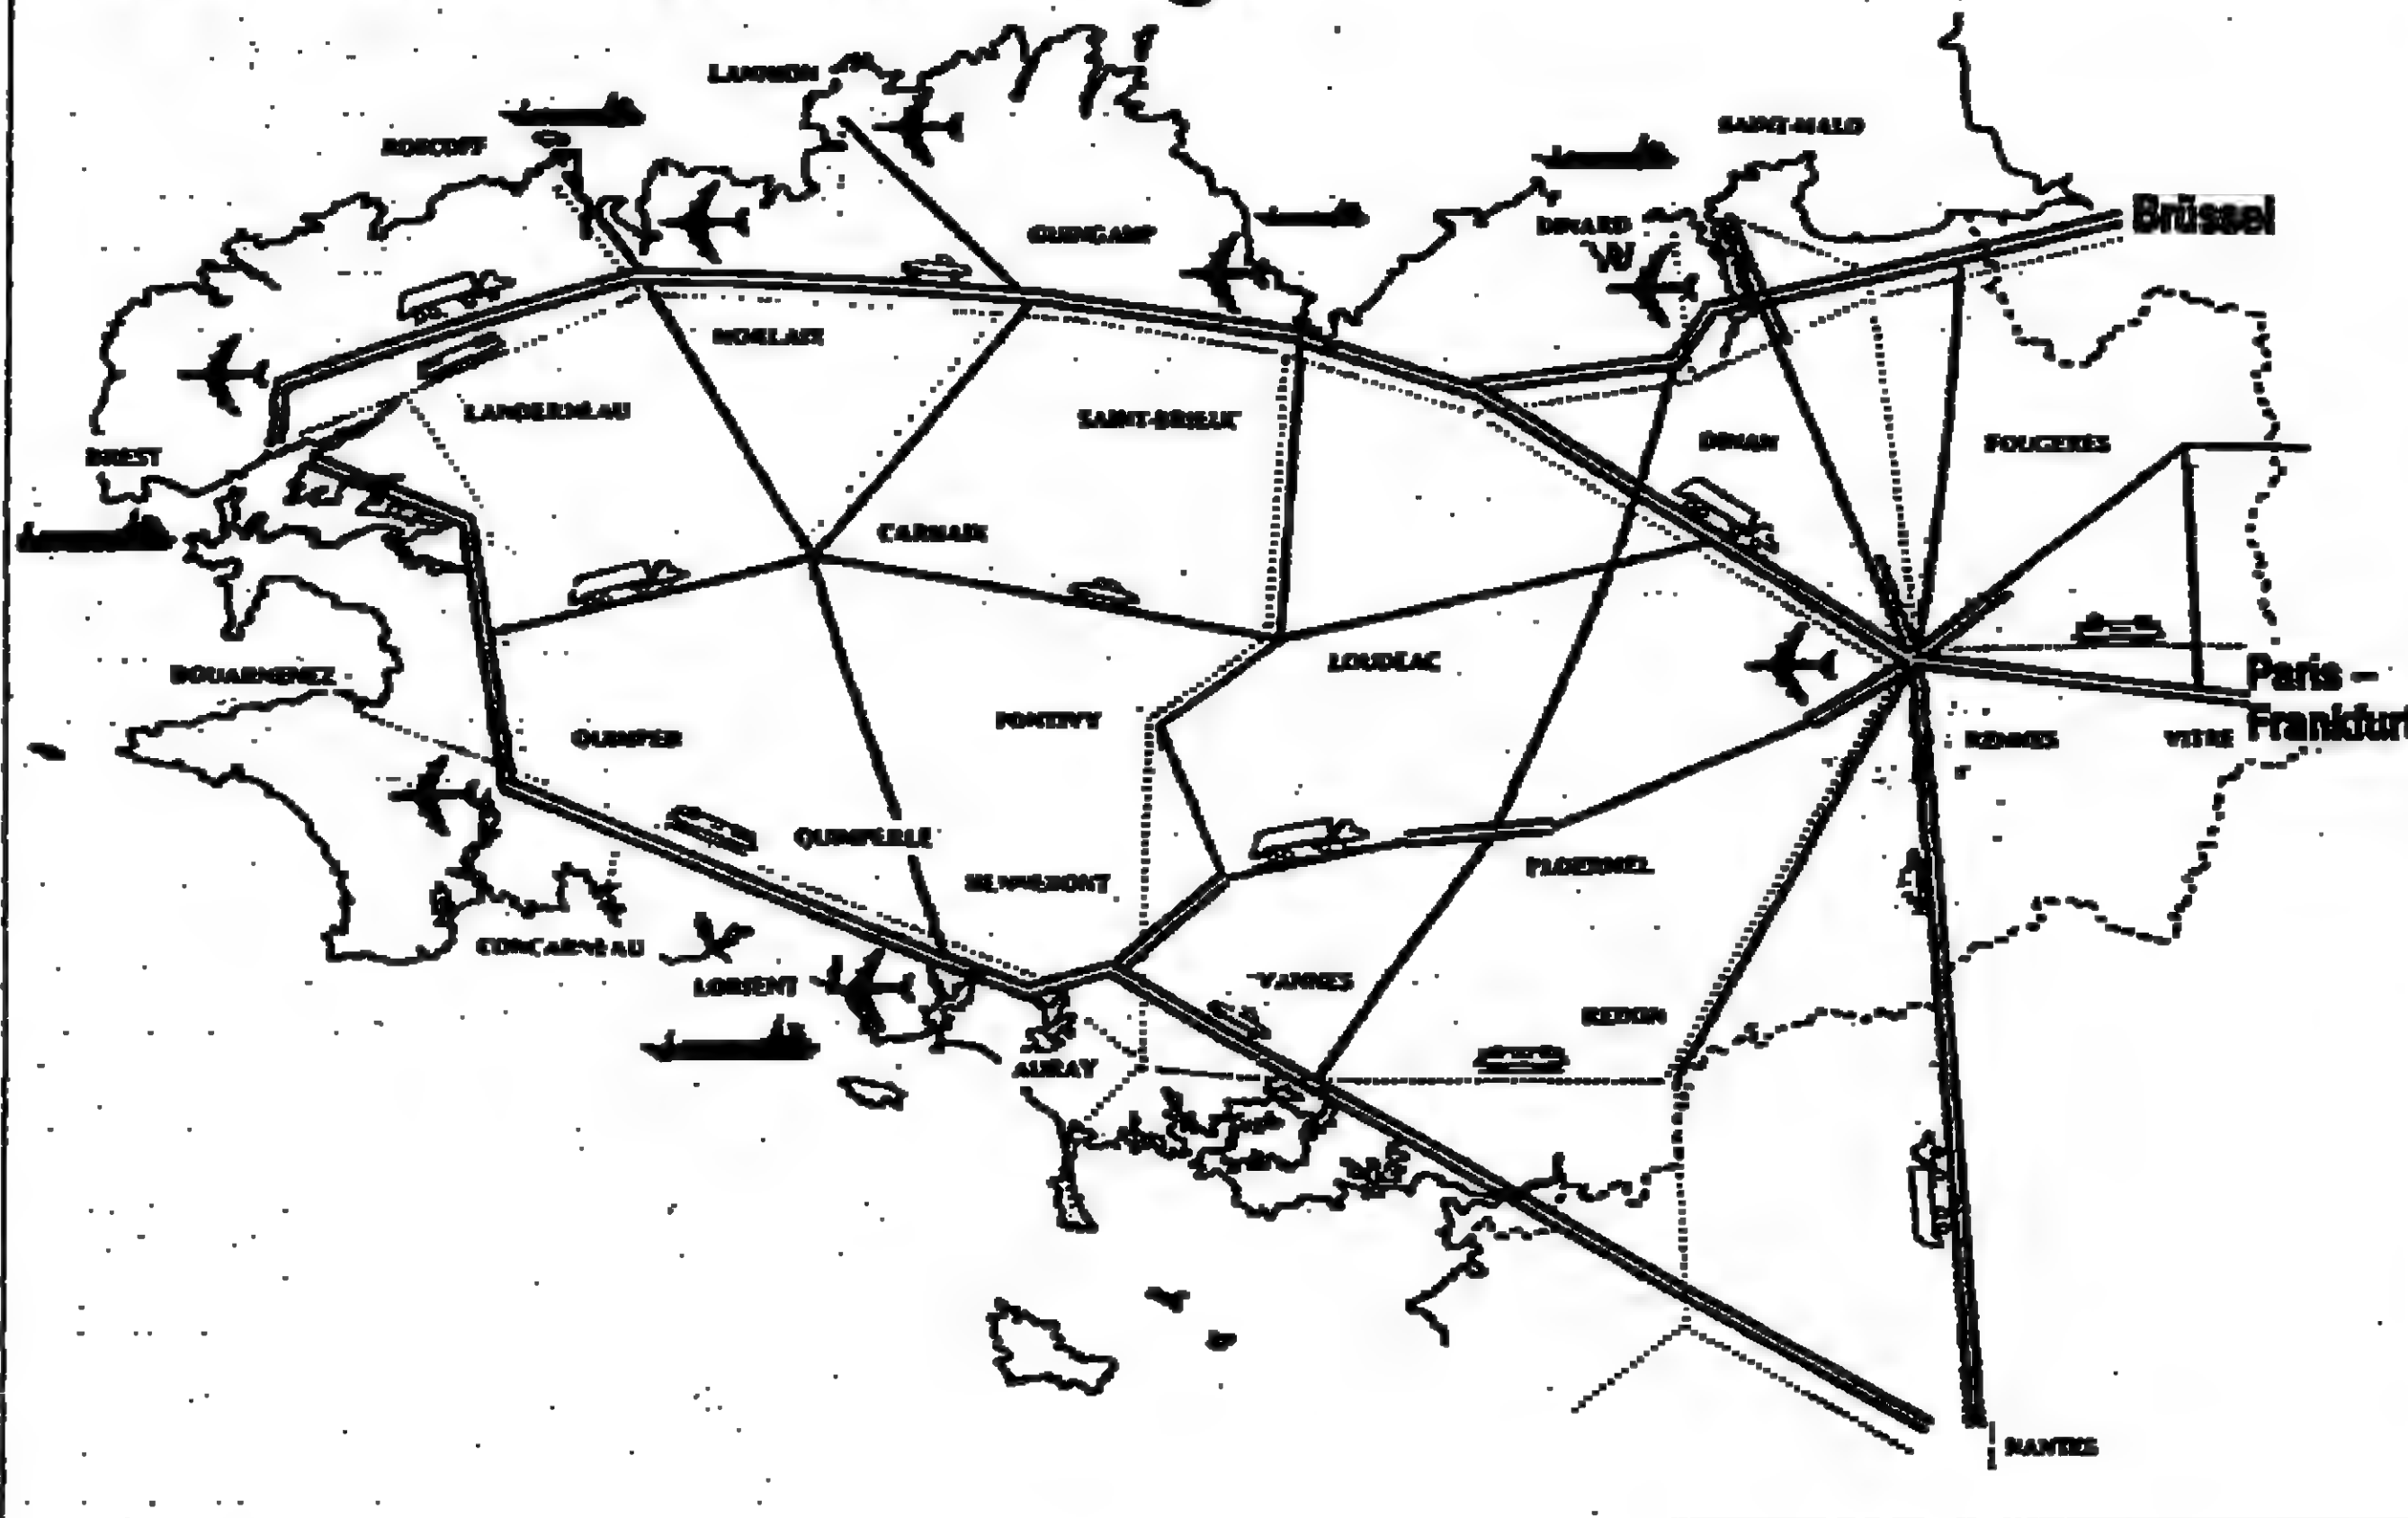 LANNION
SAINT-MALO
ROSCOFF
Brüssel
DINARD
GUINGAMP
MORLAIX
LANDERNEAU
SAINT-BRIEUC
DINAN
FOUGERES
BREST
CARHAIX
LOUDEAC
DOUARNENEZ
Paris –
Frankfurt
PONTIVY
QUIMPER
RENNES
VITRE
QUIMPERLE
PLOERMEL
HENNEBONT
CONCARNEAU
VANNES
LORIENT
REDON
AURAY
NANTES